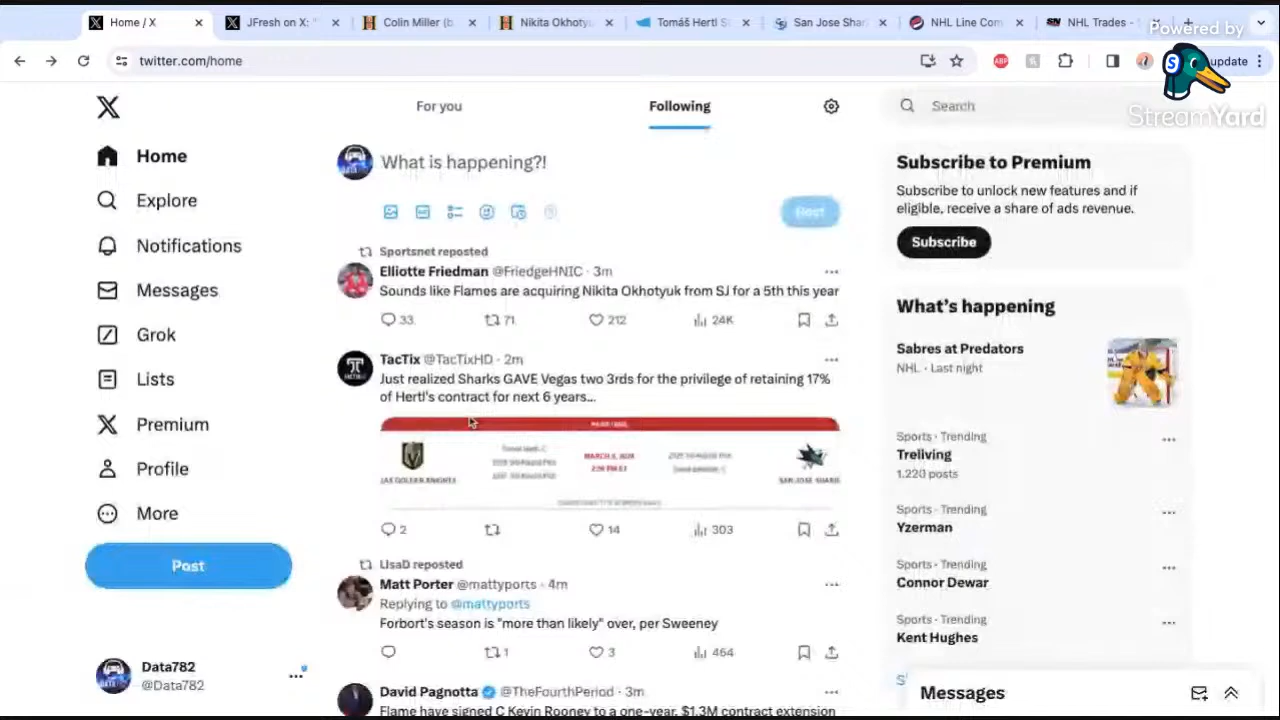 Home / X
JFresh on X: "
Colin Miller (b
Nikita Okhotyu
Tomáš Hertl S
San Jose Shar
NHL Line Com
NHL Trades -
Powered by
twitter.com/home
update
StreamYard
For you
Following
Search
Home
What is happening?!
Post
Explore
Notifications
Messages
Grok
Lists
Premium
Profile
More
Post
Data782
@Data782
Sportsnet reposted
Elliotte Friedman @FriedgeHNIC · 3m
Sounds like Flames are acquiring Nikita Okhotyuk from SJ for a 5th this year
33 71 212 24K
TacTix @TacTixHD · 2m
Just realized Sharks GAVE Vegas two 3rds for the privilege of retaining 17%
of Hertl's contract for next 6 years...
SAN JOSE SHARKS
2 14 303
LisaD reposted
Matt Porter @mattyports · 4m
Replying to @mattyports
Forbort's season is "more than likely" over, per Sweeney
1 3 464
David Pagnotta @TheFourthPeriod · 3m
Flame have signed C Kevin Rooney to a one-year, $1.3M contract extension
Subscribe to Premium
Subscribe to unlock new features and if
eligible, receive a share of ads revenue.
Subscribe
What's happening
Sabres at Predators
NHL · Last night
Sports · Trending
Treliving
1,220 posts
Sports · Trending
Yzerman
Sports · Trending
Connor Dewar
Sports · Trending
Kent Hughes
Messages